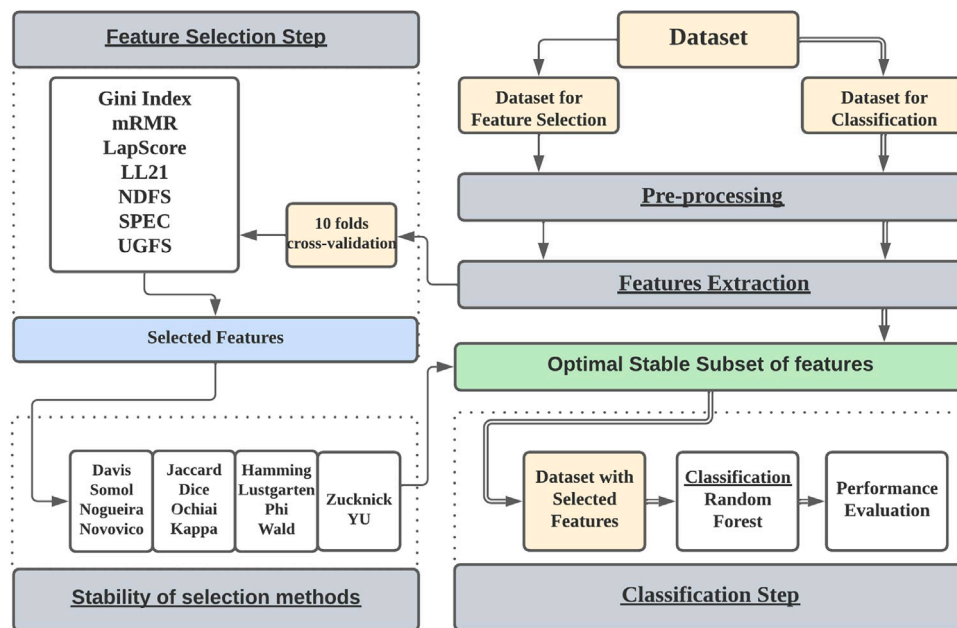 Feature Selection Step
Gini Index
mRMR
LapScore
LL21
NDFS
SPEC
UGFS
10 folds
cross-validation
Selected Features
Davis
Somol
Nogueira
Novovico
Jaccard
Dice
Ochiai
Kappa
Hamming
Lustgarten
Phi
Wald
Zucknick
YU
Stability of selection methods
Dataset
Dataset for
Feature Selection
Dataset for
Classification
Pre-processing
Features Extraction
Optimal Stable Subset of features
Dataset with
Selected
Features
Classification
Random
Forest
Performance
Evaluation
Classification Step